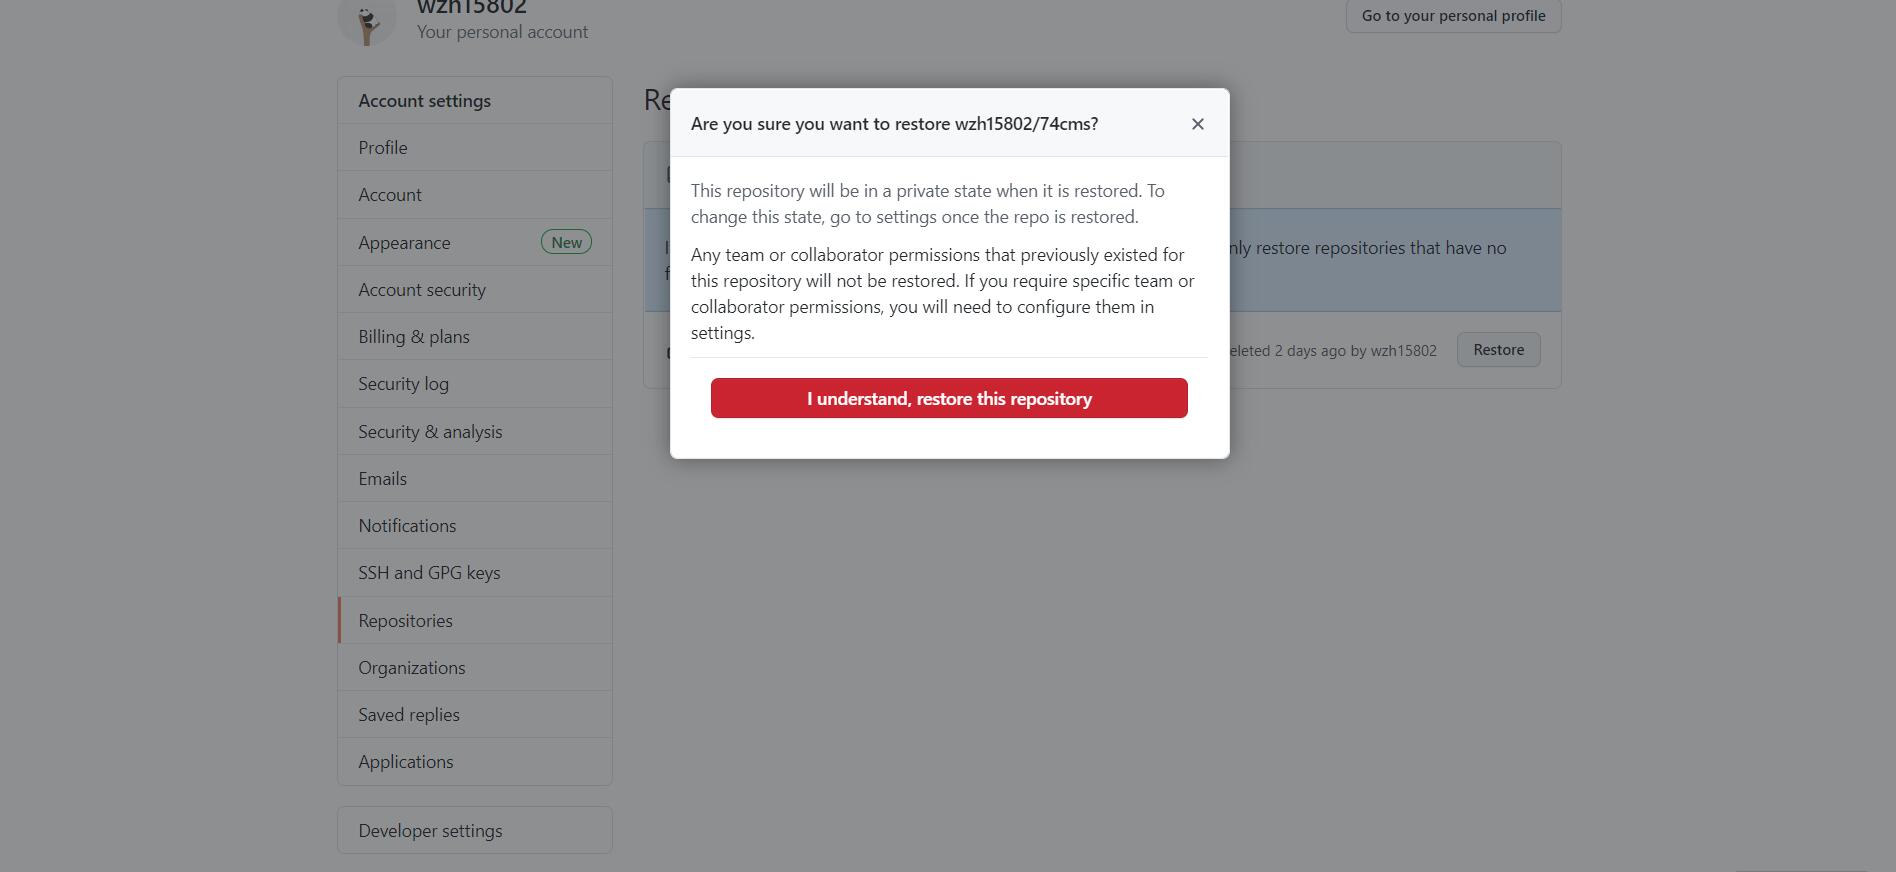 wzh15802
Your personal account
Go to your personal profile
Account settings
Profile
Account
Appearance New
Account security
Billing & plans
Security log
Security & analysis
Emails
Notifications
SSH and GPG keys
Repositories
Organizations
Saved replies
Applications
Developer settings
Are you sure you want to restore wzh15802/74cms?
This repository will be in a private state when it is restored. To
change this state, go to settings once the repo is restored.
Any team or collaborator permissions that previously existed for
this repository will not be restored. If you require specific team or
collaborator permissions, you will need to configure them in
settings.
I understand, restore this repository
Re
restore repositories that have no
2 days ago by wzh15802
Restore